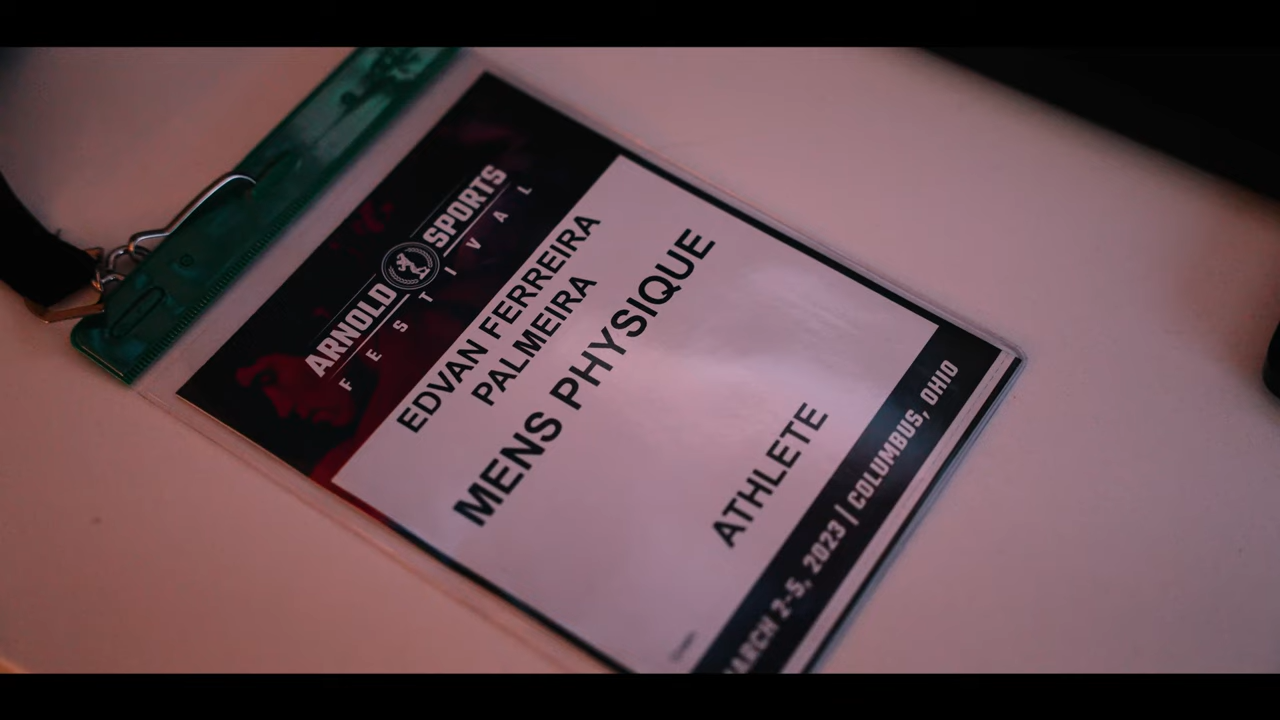 ARNOLD SPORTS
FESTIVAL
EDVAN FERREIRA
PALMEIRA
MENS PHYSIQUE
ATHLETE
MARCH 2-5, 2023 | COLUMBUS, OHIO